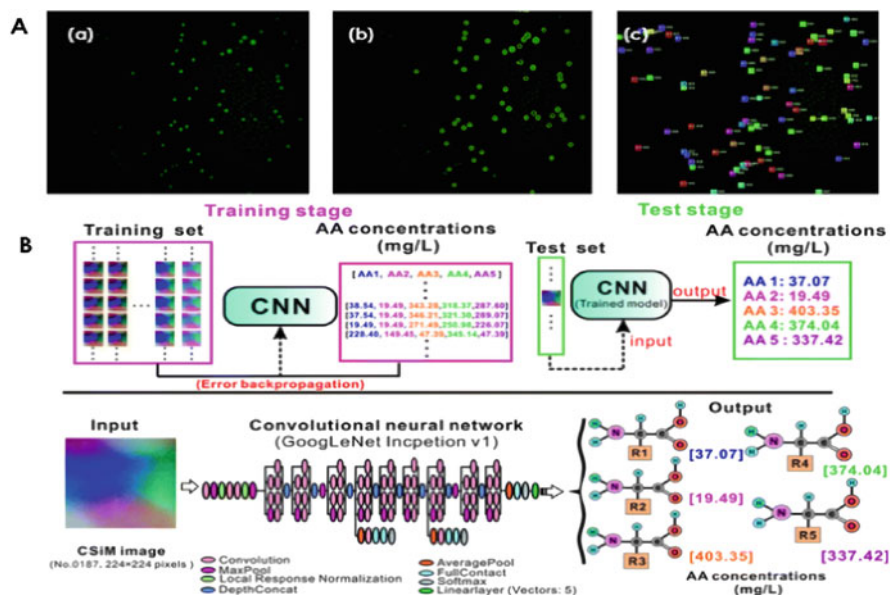 A
(a)
(b)
(c)
Training stage
Test stage
B
Training set
AA concentrations
(mg/L)
[AA1, AA2, AA3, AA4, AA5]
CNN
[38.54, 19.49, 343.28, 318.37, 287.60]
[37.54, 19.49, 346.21, 321.30, 289.07]
[19.49, 19.49, 271.49, 250.98, 226.07]
[228.40, 149.45, 47.39, 349.14, 47.39]
(Error backpropagation)
Test set
CNN
(Trained model)
output
input
AA concentrations
(mg/L)
AA 1: 37.07
AA 2: 19.49
AA 3: 403.35
AA 4: 374.04
AA 5: 337.42
Input
CSiM image
(No.0187, 224=224 pixels)
Convolutional neural network
(GoogLeNet Incpetion v1)
Convolution
MaxPool
Local Response Normalization
DepthConcat
AveragePool
FullContact
Softmax
Linearlayer (Vectors: 5)
Output
H N H H C C O H O
R1
[37.07]
H N H H C C O H O
R2
[19.49]
H N H H C C O H O
R3
[403.35]
H N H H C C O H O
R4
[374.04]
H N H H C C O H O
R5
[337.42]
AA concentrations
(mg/L)